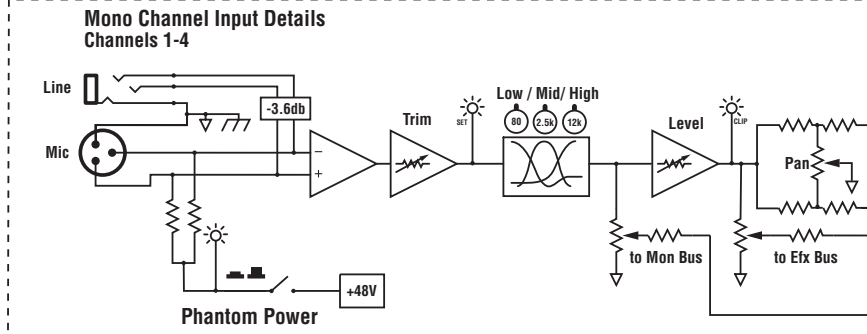 Mono Channel Input Details
Channels 1-4
Line
-3.6db
Mic
−
+
Trim
SET
Low / Mid/ High
80 2.5k 12k
Level
CLIP
Pan
to Mon Bus
to Efx Bus
+48V
Phantom Power